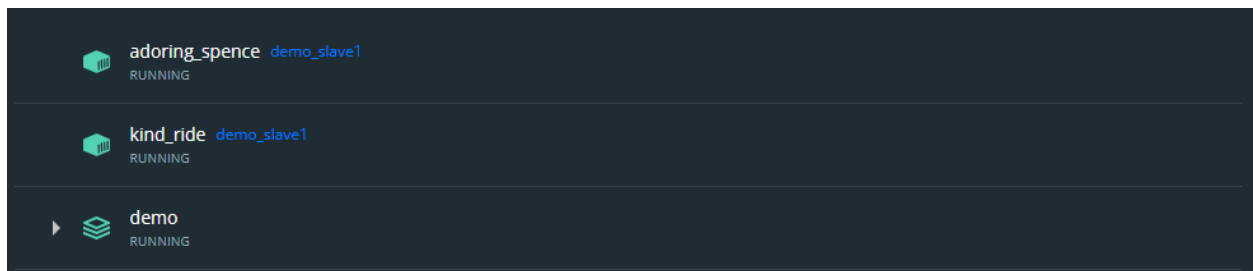 adoring_spence demo_slave1
RUNNING
kind_ride demo_slave1
RUNNING
demo
RUNNING